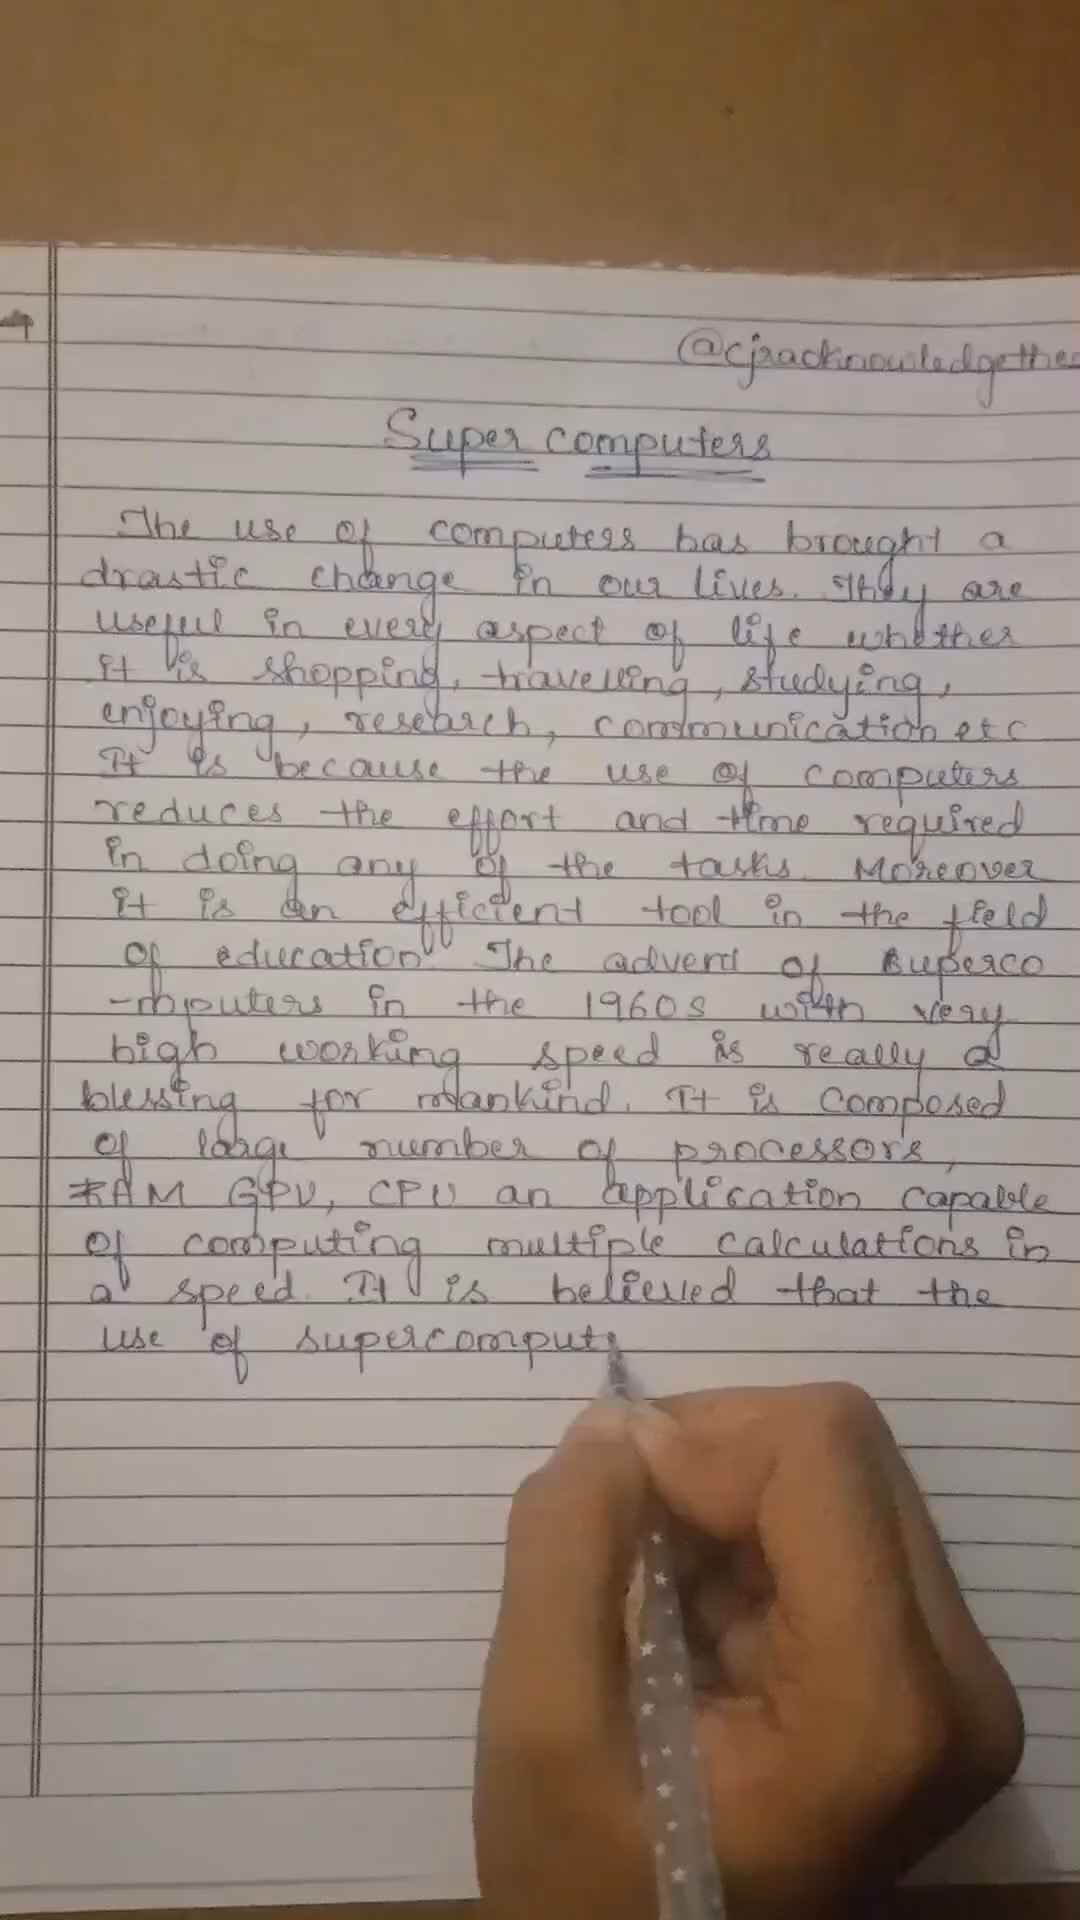 @cjracknowledgethe
Super computers
The use of computers has brought a
drastic change in our lives. They are
useful in every aspect of life whether
it is shopping, travelling, studying,
enjoying, research, communication etc
It is because the use of computers
reduces the effort and time required
in doing any of the tasks. Moreover
it is an efficient tool in the field
of education. The advent of superco
-mputers in the 1960s with very
high working speed is really a
blessing for mankind. It is composed
of large number of processors,
RAM GPU, CPU an application capable
of computing multiple calculations in
a speed. It is believed that the
use of supercompute